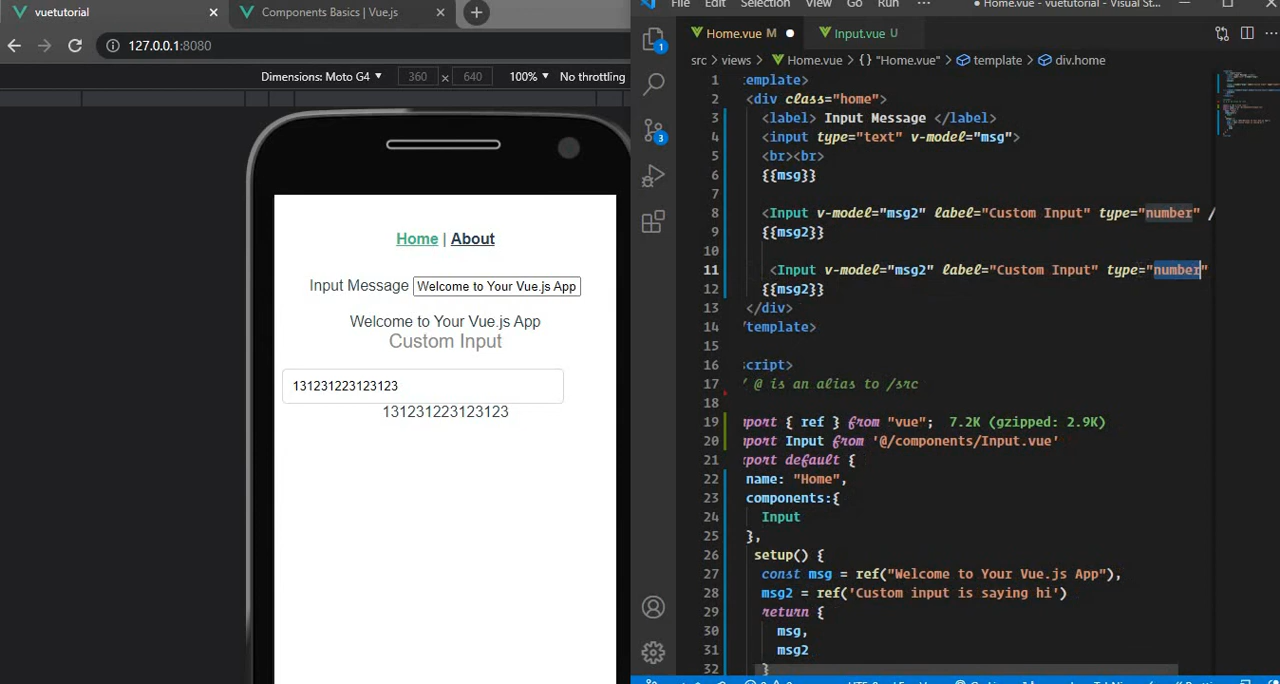 vuetutorial
Components Basics | Vue.js
127.0.0.1:8080
Dimensions: Moto G4 ▼ 360 x 640 100% ▼ No throttling
Home | About
Input Message Welcome to Your Vue.js App
Welcome to Your Vue.js App
Custom Input
131231223123123
131231223123123
File Edit Selection View Go Run ··· ● Home.vue - vuetutorial - Visual St...
Home.vue M ● Input.vue U
src > views > Home.vue > {} "Home.vue" > template > div.home
1 template>
2 <div class="home">
3 <label> Input Message </label>
4 <input type="text" v-model="msg">
5 <br><br>
6 {{msg}}
7
8 <Input v-model="msg2" label="Custom Input" type="number" /
9 {{msg2}}
10
11 <Input v-model="msg2" label="Custom Input" type="number"
12 {{msg2}}
13 </div>
14 /template>
15
16 script>
17 / @ is an alias to /src
18
19 port { ref } from "vue"; 7.2K (gzipped: 2.9K)
20 port Input from '@/components/Input.vue'
21 port default {
22 name: "Home",
23 components:{
24 Input
25 },
26 setup() {
27 const msg = ref("Welcome to Your Vue.js App"),
28 msg2 = ref('Custom input is saying hi')
29 return {
30 msg,
31 msg2
32 }
1
3